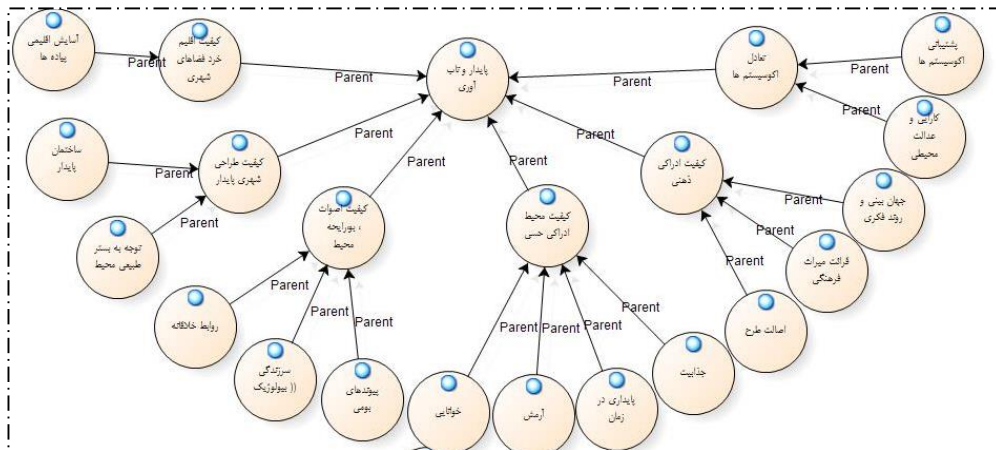 آسایش اقلیمی
پیاده ها
Parent
کیفیت اقلیم
خرد فضاهای
شهری
Parent
پایدار و تاب
آوری
Parent
تعادل
اکوسیستم ها
Parent
پشتیبانی
اکوسیستم ها
Parent
کارایی و
عدالت
محیطی
ساختمان
پایدار
Parent
کیفیت طراحی
شهری پایدار
Parent
Parent
توجه به بستر
طبیعی محیط
Parent
کیفیت اصوات
، بورایحه
محیط
Parent
کیفیت محیط
ادراکی حسی
Parent
کیفیت ادراکی
ذهنی
Parent
جهان بینی و
روند فکری
Parent
قرائت میراث
فرهنگی
Parent
اصالت طرح
روابط خلاقانه
Parent
سرزندگی
(( بیولوژیک
Parent
پیوندهای
بومی
Parent
خوانایی
Parent
آرمش
Parent
پایداری در
زمان
Parent
جذابیت
Parent